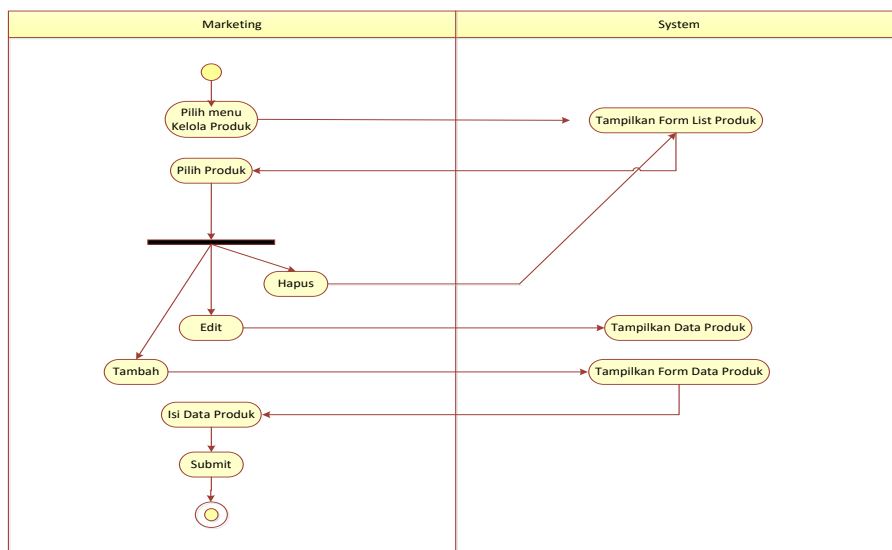 Marketing
System
Pilih menu
Kelola Produk
Tampilkan Form List Produk
Pilih Produk
Hapus
Edit
Tampilkan Data Produk
Tambah
Tampilkan Form Data Produk
Isi Data Produk
Submit